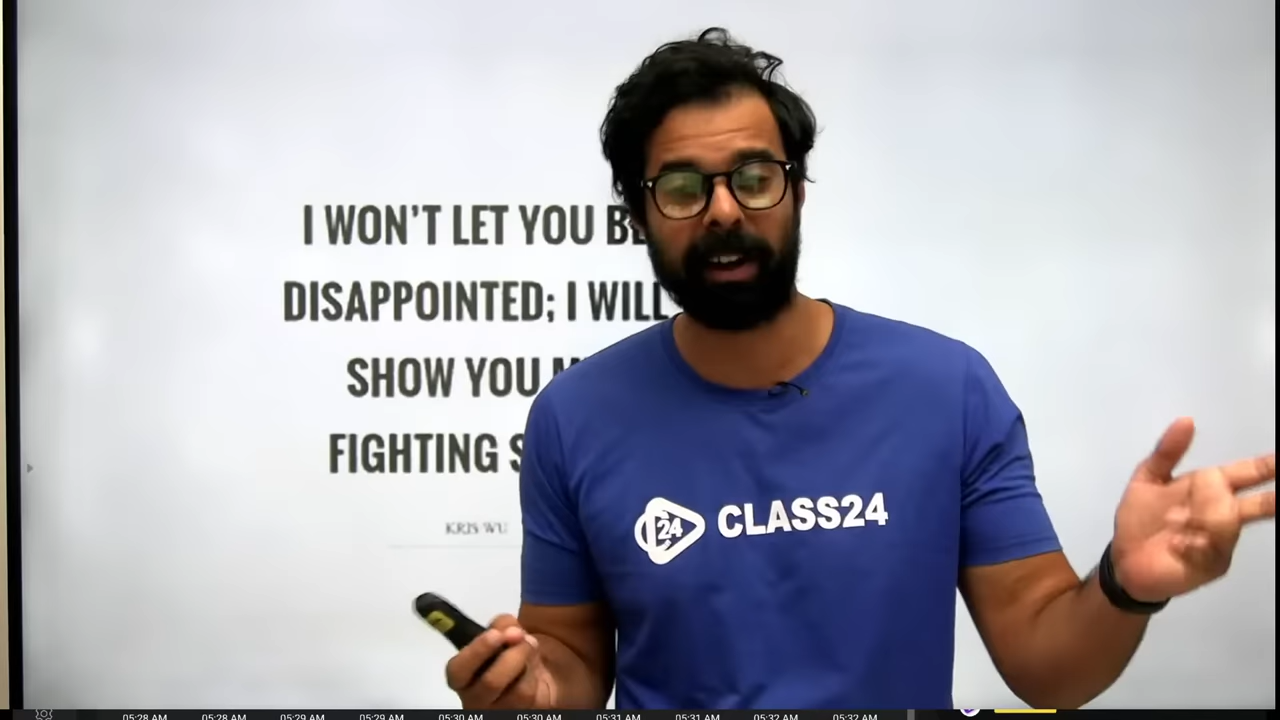 I WON'T LET YOU BE
DISAPPOINTED; I WILL
SHOW YOU
FIGHTING
KRIS WU
24 CLASS24
05:28 AM 05:28 AM 05:29 AM 05:29 AM 05:30 AM 05:30 AM 05:31 AM 05:31 AM 05:32 AM 05:32 AM